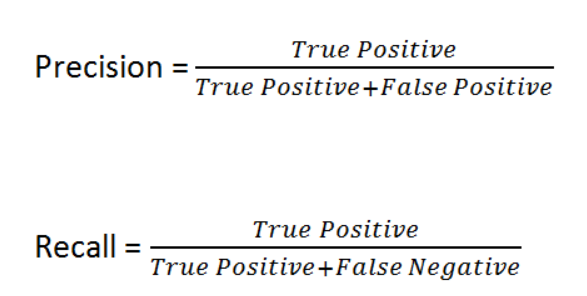 Precision = True Positive
True Positive+False Positive
Recall = True Positive
True Positive+False Negative